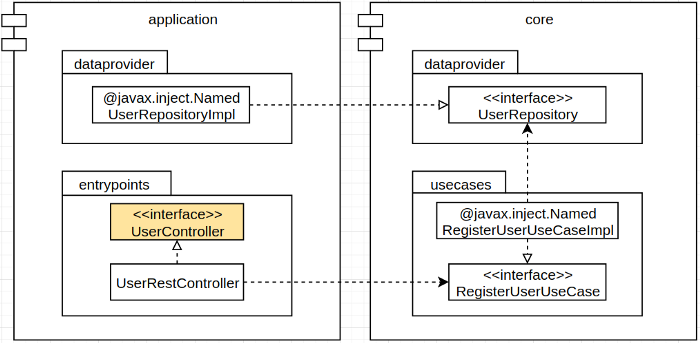 application
dataprovider
@javax.inject.Named
UserRepositoryImpl
entrypoints
<<interface>>
UserController
UserRestController
core
dataprovider
<<interface>>
UserRepository
usecases
@javax.inject.Named
RegisterUserUseCaseImpl
<<interface>>
RegisterUserUseCase